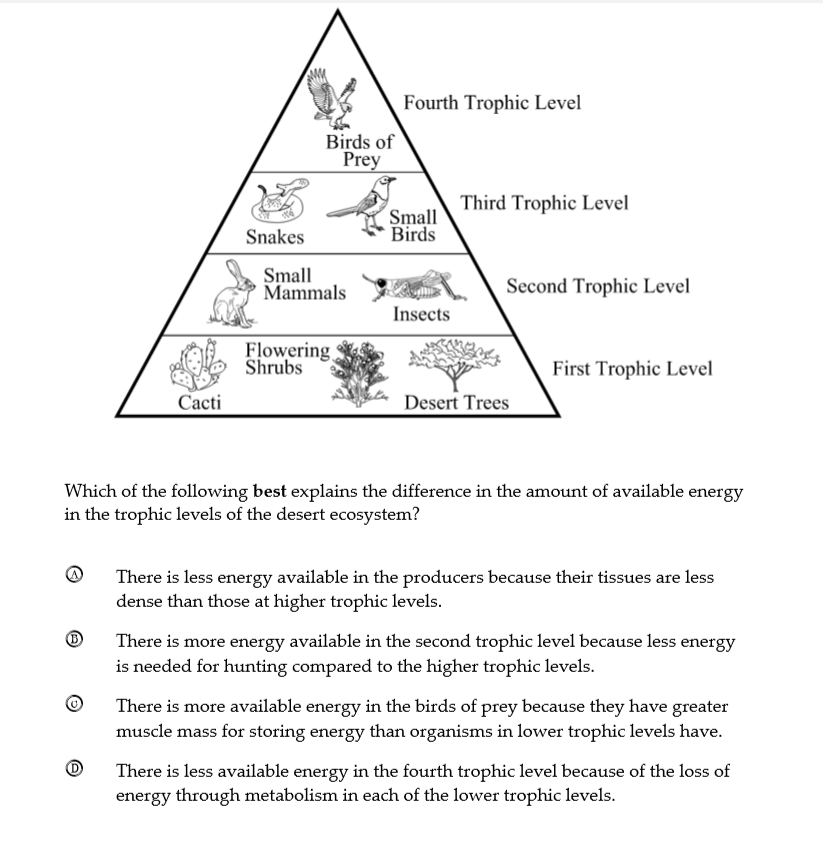 Fourth Trophic Level
Birds of
Prey
Third Trophic Level
Snakes
Small
Birds
Small
Mammals
Second Trophic Level
Insects
Flowering
Shrubs
First Trophic Level
Cacti
Desert Trees
Which of the following best explains the difference in the amount of available energy
in the trophic levels of the desert ecosystem?
A There is less energy available in the producers because their tissues are less
dense than those at higher trophic levels.
B There is more energy available in the second trophic level because less energy
is needed for hunting compared to the higher trophic levels.
C There is more available energy in the birds of prey because they have greater
muscle mass for storing energy than organisms in lower trophic levels have.
D There is less available energy in the fourth trophic level because of the loss of
energy through metabolism in each of the lower trophic levels.